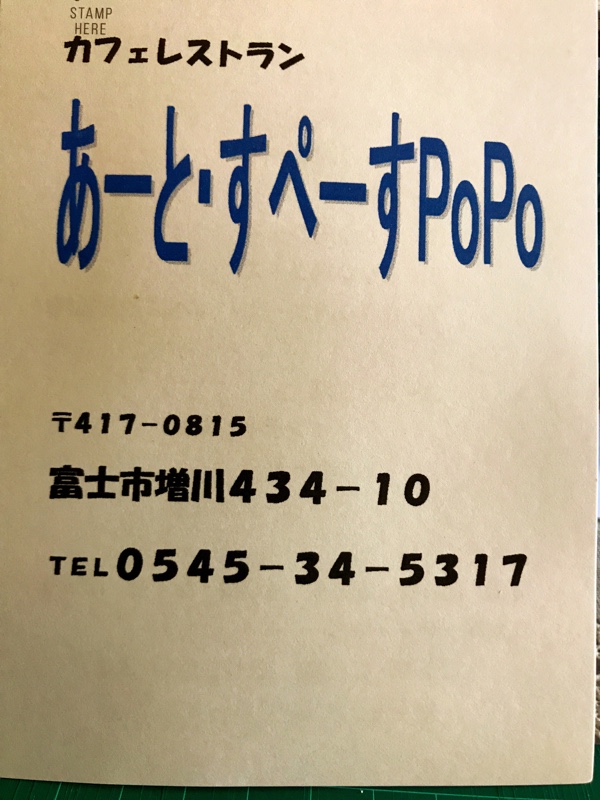 STAMP
HERE
カフェレストラン
あーと・すぺーすPoPo
〒417-0815
富士市増川434-10
TEL0545-34-5317